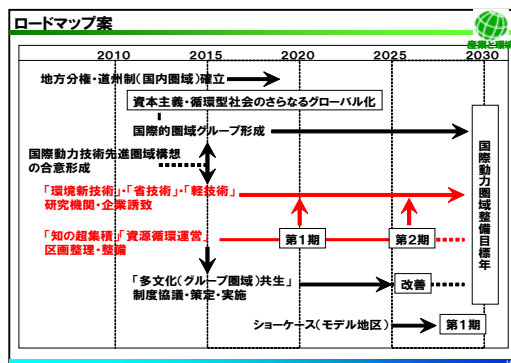 ロードマップ案
産業と環境
2010 2015 2020 2025 2030
地方分権・道州制(国内圏域)確立
資本主義・循環型社会のさらなるグローバル化
国際的圏域グループ形成
国際動力技術先進圏域構想
の合意形成
「環境新技術」・「省技術」・「軽技術」
研究機関・企業誘致
「知の超集積」「資源循環運営」
区画整理・整備
第1期
第2期
「多文化(グループ圏域)共生」
制度協議・策定・実施
改善
ショーケース(モデル地区)
第1期
国際動力圏域整備目標年